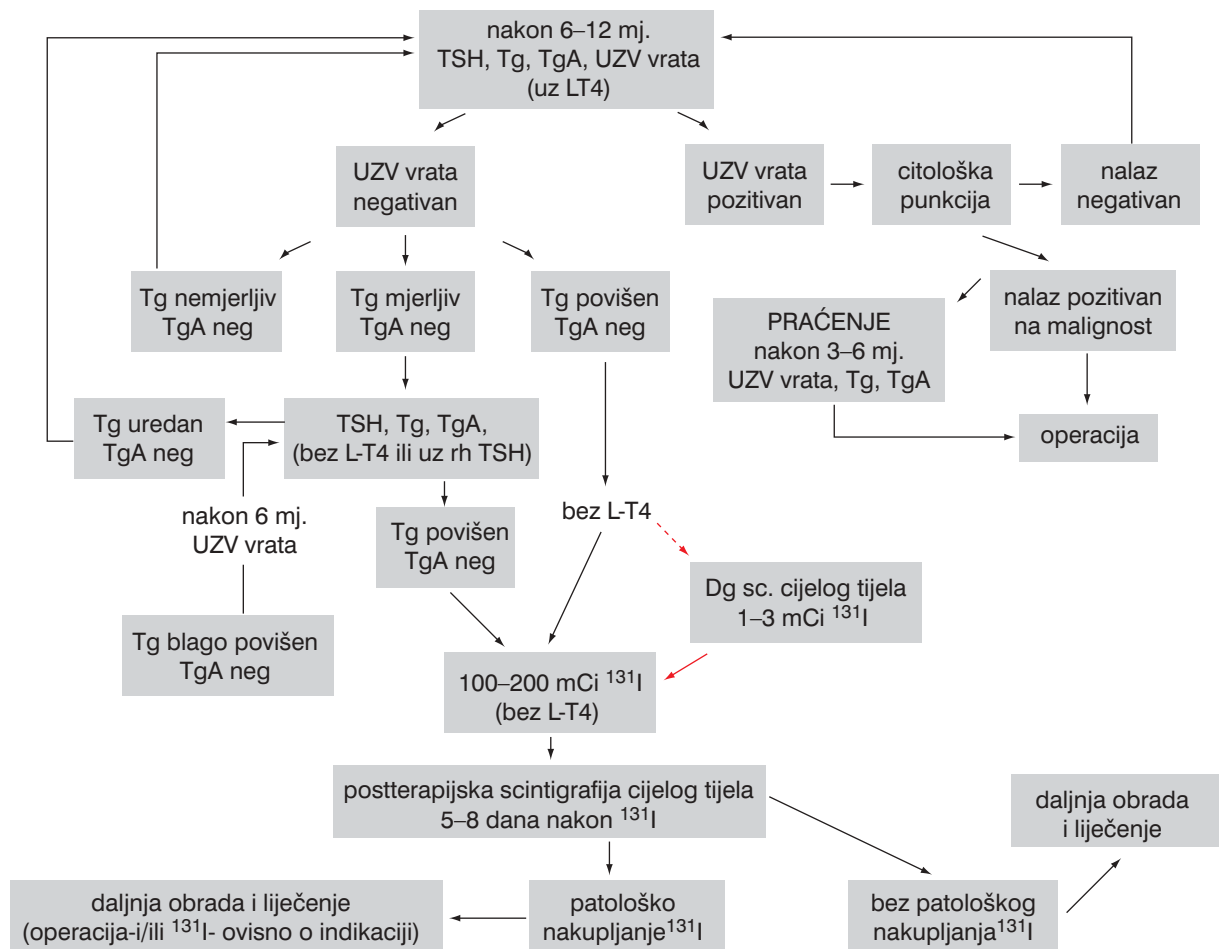 nakon 6–12 mj.
TSH, Tg, TgA, UZV vrata
(uz LT4)
UZV vrata
negativan
UZV vrata
pozitivan
citološka
punkcija
nalaz
negativan
Tg nemjerljiv
TgA neg
Tg mjerljiv
TgA neg
Tg povišen
TgA neg
PRAĆENJE
nakon 3–6 mj.
UZV vrata, Tg, TgA
nalaz pozitivan
na malignost
Tg uredan
TgA neg
TSH, Tg, TgA,
(bez L-T4 ili uz rh TSH)
operacija
nakon 6 mj.
UZV vrata
Tg povišen
TgA neg
bez L-T4
Dg sc. cijelog tijela
1–3 mCi ¹³¹I
Tg blago povišen
TgA neg
100–200 mCi ¹³¹I
(bez L-T4)
postterapijska scintigrafija cijelog tijela
5–8 dana nakon ¹³¹I
daljnja obrada
i liječenje
daljnja obrada i liječenje
(operacija-i/ili ¹³¹I- ovisno o indikaciji)
patološko
nakupljanje¹³¹I
bez patološkog
nakupljanja¹³¹I